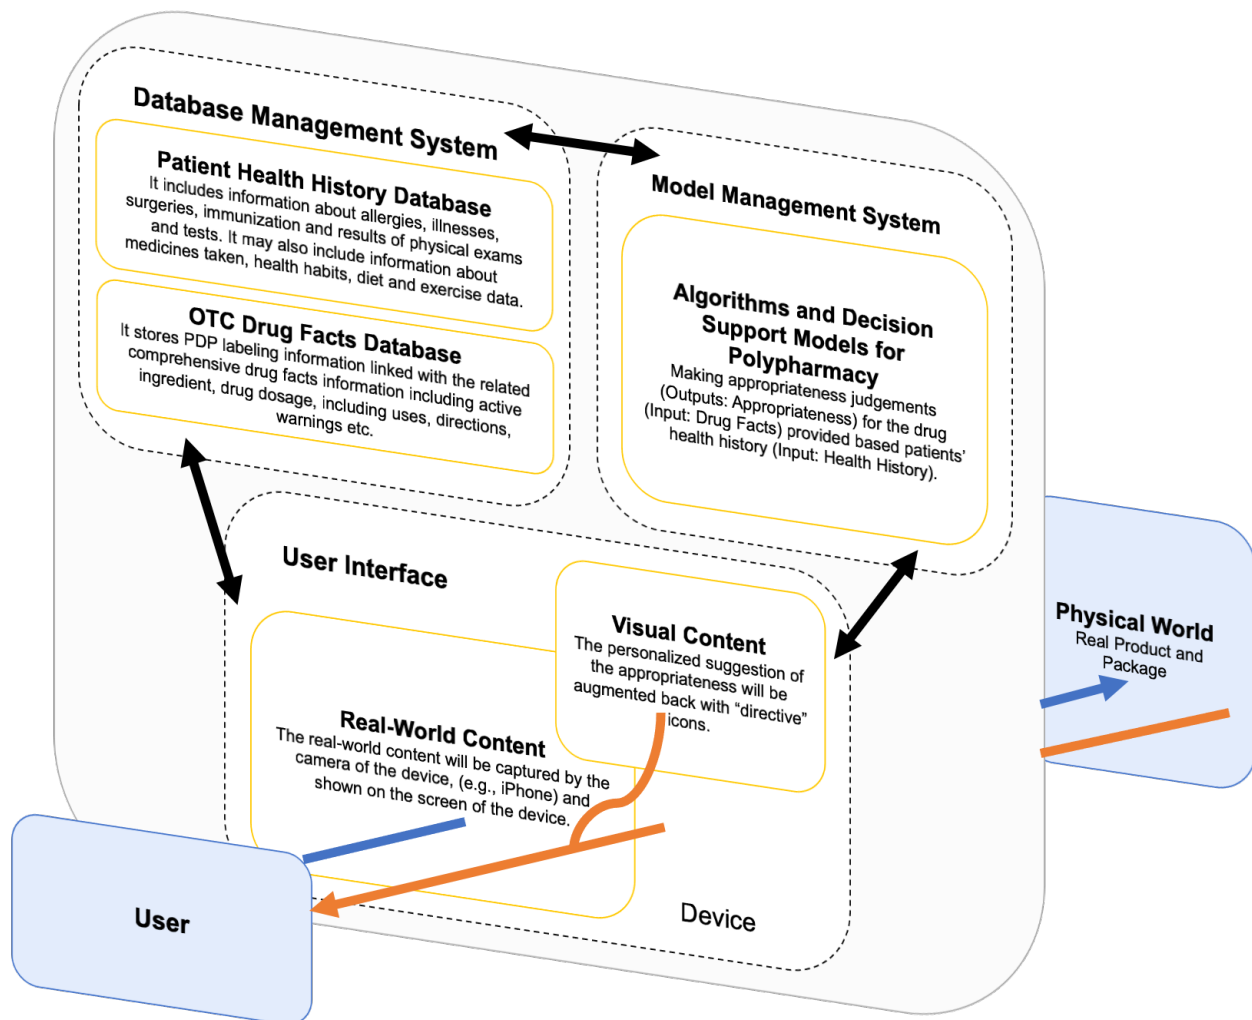 Database Management System
Patient Health History Database
It includes information about allergies, illnesses,
surgeries, immunization and results of physical exams
and tests. It may also include information about
medicines taken, health habits, diet and exercise data.
OTC Drug Facts Database
It stores PDP labeling information linked with the related
comprehensive drug facts information including active
ingredient, drug dosage, including uses, directions,
warnings etc.
Model Management System
Algorithms and Decision
Support Models for
Polypharmacy
Making appropriateness judgements
(Outputs: Appropriateness) for the drug
(Input: Drug Facts) provided based patients'
health history (Input: Health History).
User Interface
Visual Content
The personalized suggestion of
the appropriateness will be
augmented back with “directive”
icons.
Real-World Content
The real-world content will be captured by the
camera of the device, (e.g., iPhone) and
shown on the screen of the device.
Device
User
Physical World
Real Product and
Package